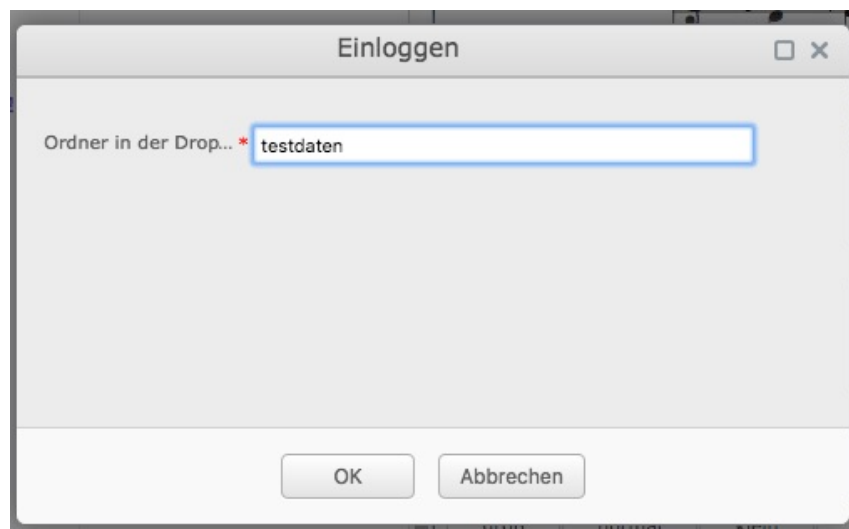 Einloggen
Ordner in der Drop... *
testdaten
OK
Abbrechen